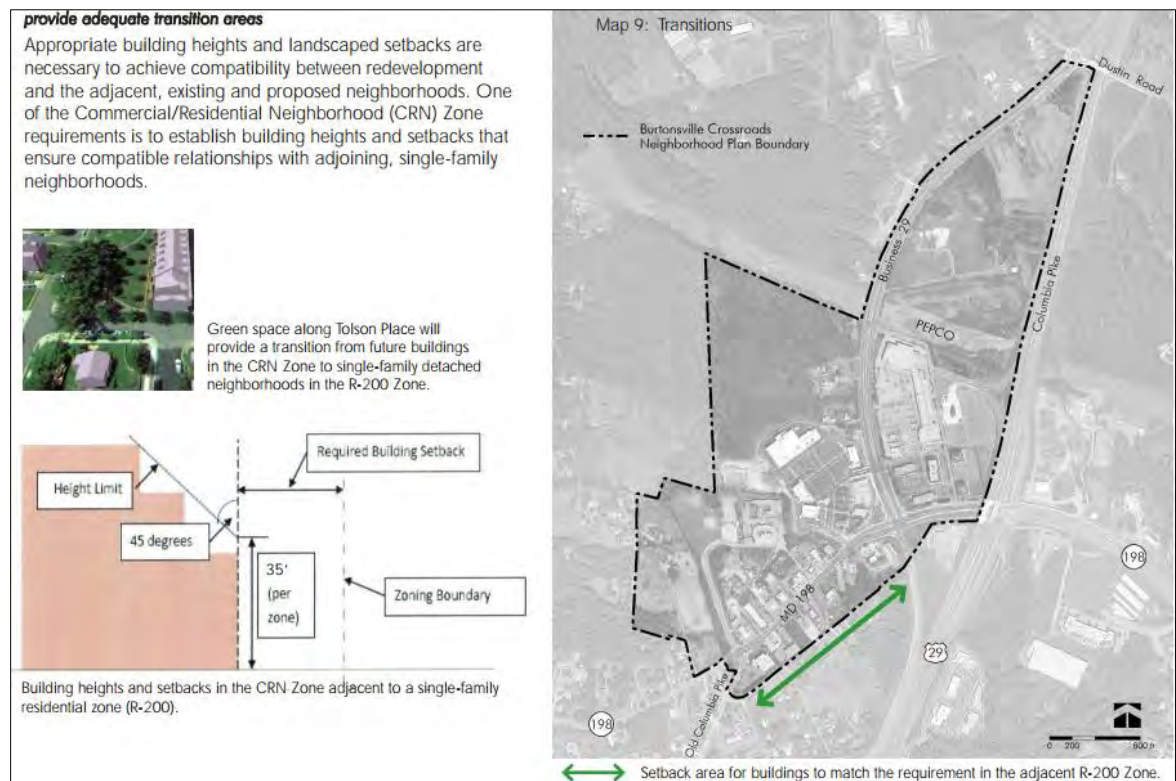 provide adequate transition areas
Appropriate building heights and landscaped setbacks are
necessary to achieve compatibility between redevelopment
and the adjacent, existing and proposed neighborhoods. One
of the Commercial/Residential Neighborhood (CRN) Zone
requirements is to establish building heights and setbacks that
ensure compatible relationships with adjoining, single-family
neighborhoods.
Green space along Tolson Place will
provide a transition from future buildings
in the CRN Zone to single-family detached
neighborhoods in the R-200 Zone.
Required Building Setback
Height Limit
45 degrees
35'
(per
zone)
Zoning Boundary
Building heights and setbacks in the CRN Zone adjacent to a single-family
residential zone (R-200).
Map 9: Transitions
Dustin Road
Burtonsville Crossroads
Neighborhood Plan Boundary
Business 29
Columbia Pike
PEPCO
MD 198
198
29
Old Columbia Pike
198
0 200 600 ft
Setback area for buildings to match the requirement in the adjacent R-200 Zone.